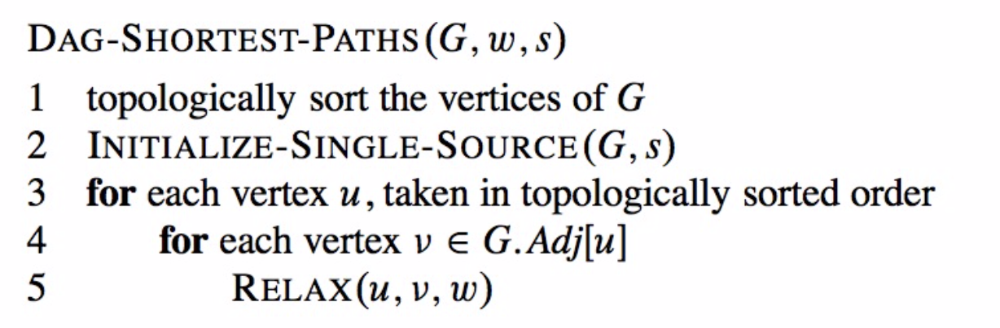 DAG-SHORTEST-PATHS(G, w, s)
1 topologically sort the vertices of G
2 INITIALIZE-SINGLE-SOURCE(G, s)
3 for each vertex u, taken in topologically sorted order
4 for each vertex v ∈ G.Adj[u]
5 RELAX(u, v, w)